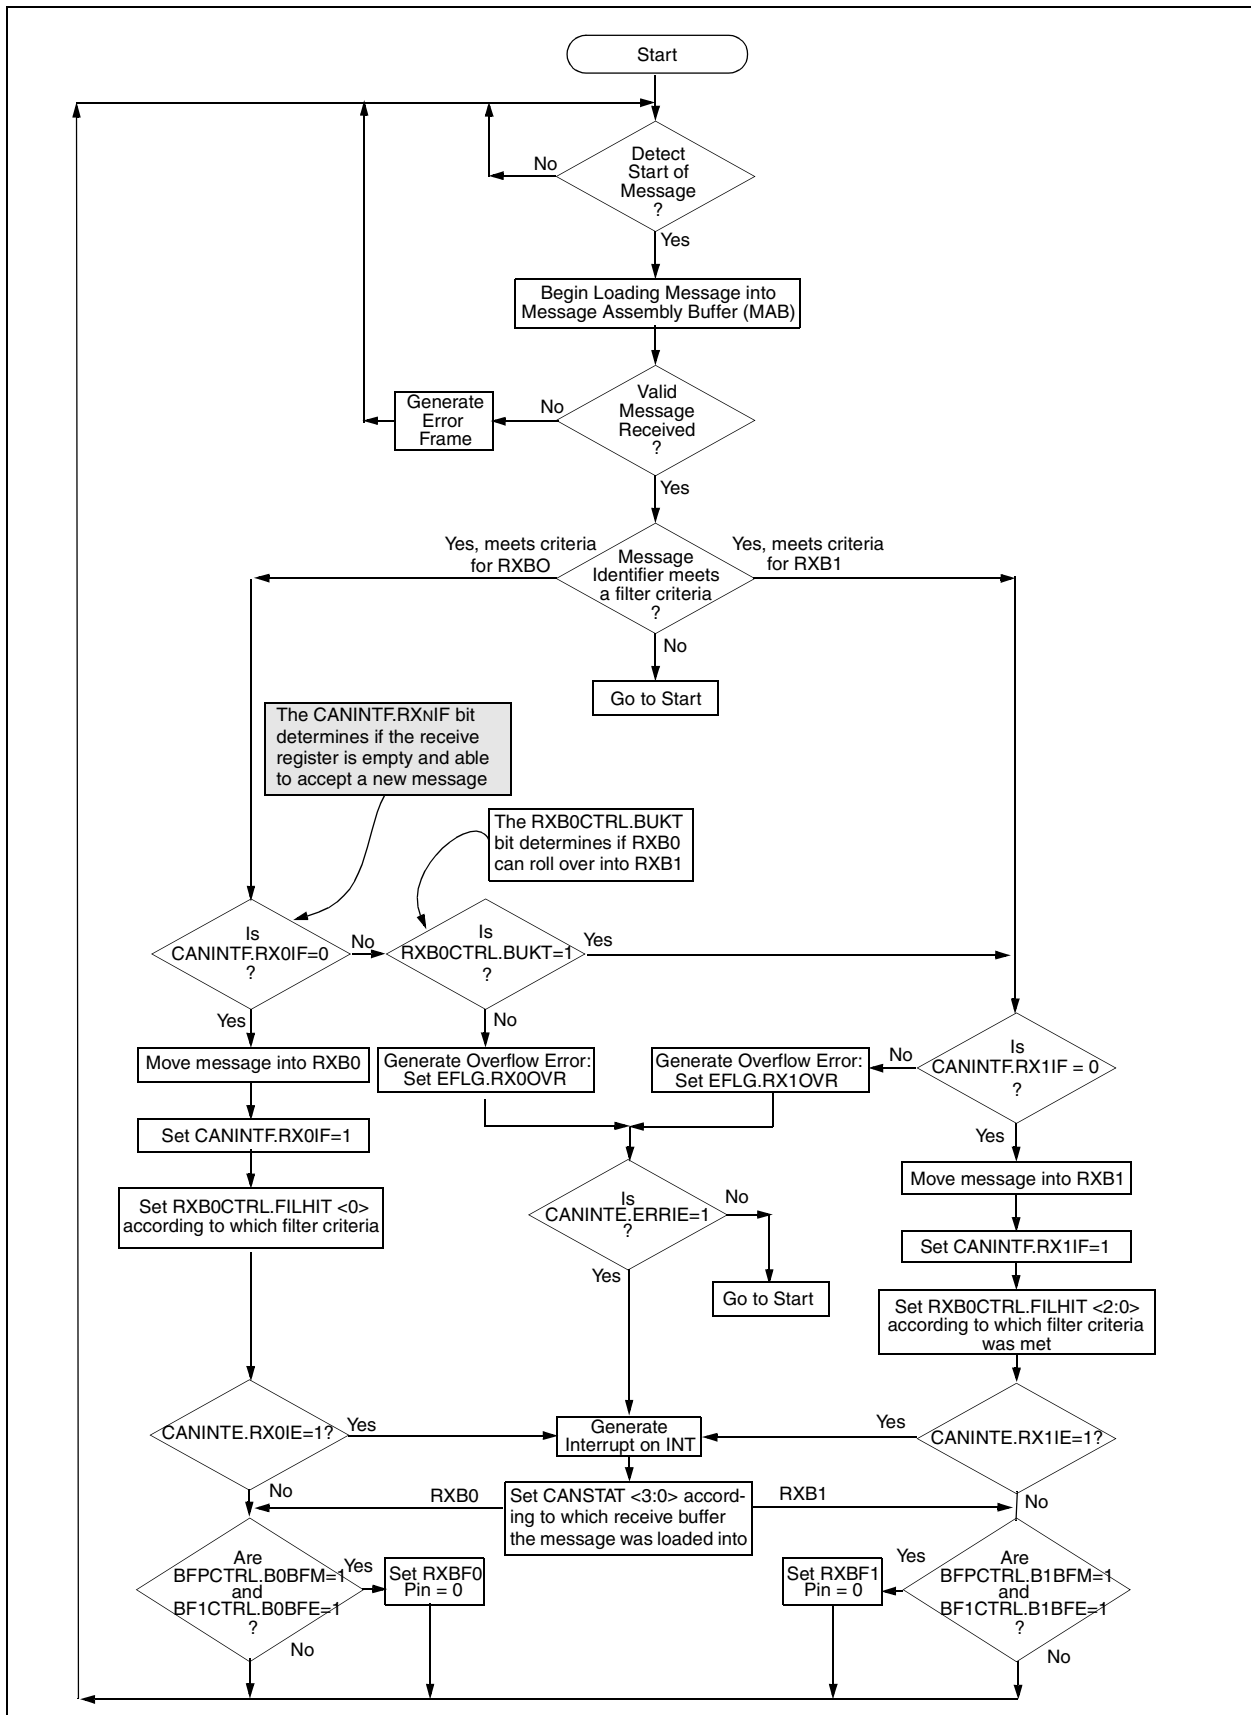 Start
Detect
Start of
Message
?
No
Yes
Begin Loading Message into
Message Assembly Buffer (MAB)
Valid
Message
Received
?
No
Generate
Error
Frame
Yes
Yes, meets criteria
for RXBO
Message
Identifier meets
a filter criteria
?
Yes, meets criteria
for RXB1
No
Go to Start
The CANINTF.RXNIF bit
determines if the receive
register is empty and able
to accept a new message
The RXB0CTRL.BUKT
bit determines if RXB0
can roll over into RXB1
Is
CANINTF.RX0IF=0
?
No
Is
RXB0CTRL.BUKT=1
?
Yes
Yes
No
Move message into RXB0
Generate Overflow Error:
Set EFLG.RX0OVR
Generate Overflow Error:
Set EFLG.RX1OVR
No
Is
CANINTF.RX1IF = 0
?
Set CANINTF.RX0IF=1
Yes
Set RXB0CTRL.FILHIT <0>
according to which filter criteria
Is
CANINTE.ERRIE=1
?
No
Yes
Go to Start
Move message into RXB1
Set CANINTF.RX1IF=1
Set RXB0CTRL.FILHIT <2:0>
according to which filter criteria
was met
CANINTE.RX0IE=1?
Yes
Generate
Interrupt on INT
Yes
CANINTE.RX1IE=1?
No
RXB0
Set CANSTAT <3:0> accord-
ing to which receive buffer
the message was loaded into
RXB1
No
Are
BFPCTRL.B0BFM=1
and
BF1CTRL.B0BFE=1
?
Yes
Set RXBF0
Pin = 0
No
Set RXBF1
Pin = 0
Yes
Are
BFPCTRL.B1BFM=1
and
BF1CTRL.B1BFE=1
?
No